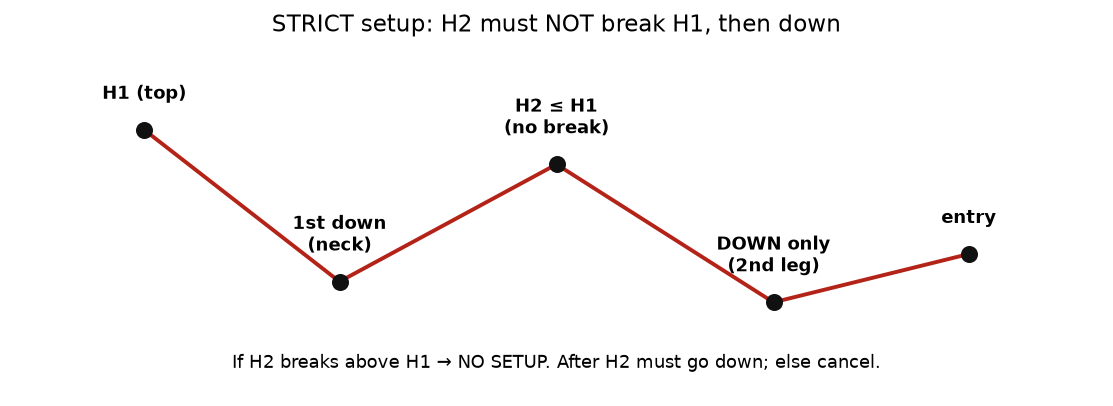 STRICT setup: H2 must NOT break H1, then down
H1 (top)
H2 ≤ H1
(no break)
1st down
(neck)
DOWN only
(2nd leg)
entry
If H2 breaks above H1 → NO SETUP. After H2 must go down; else cancel.